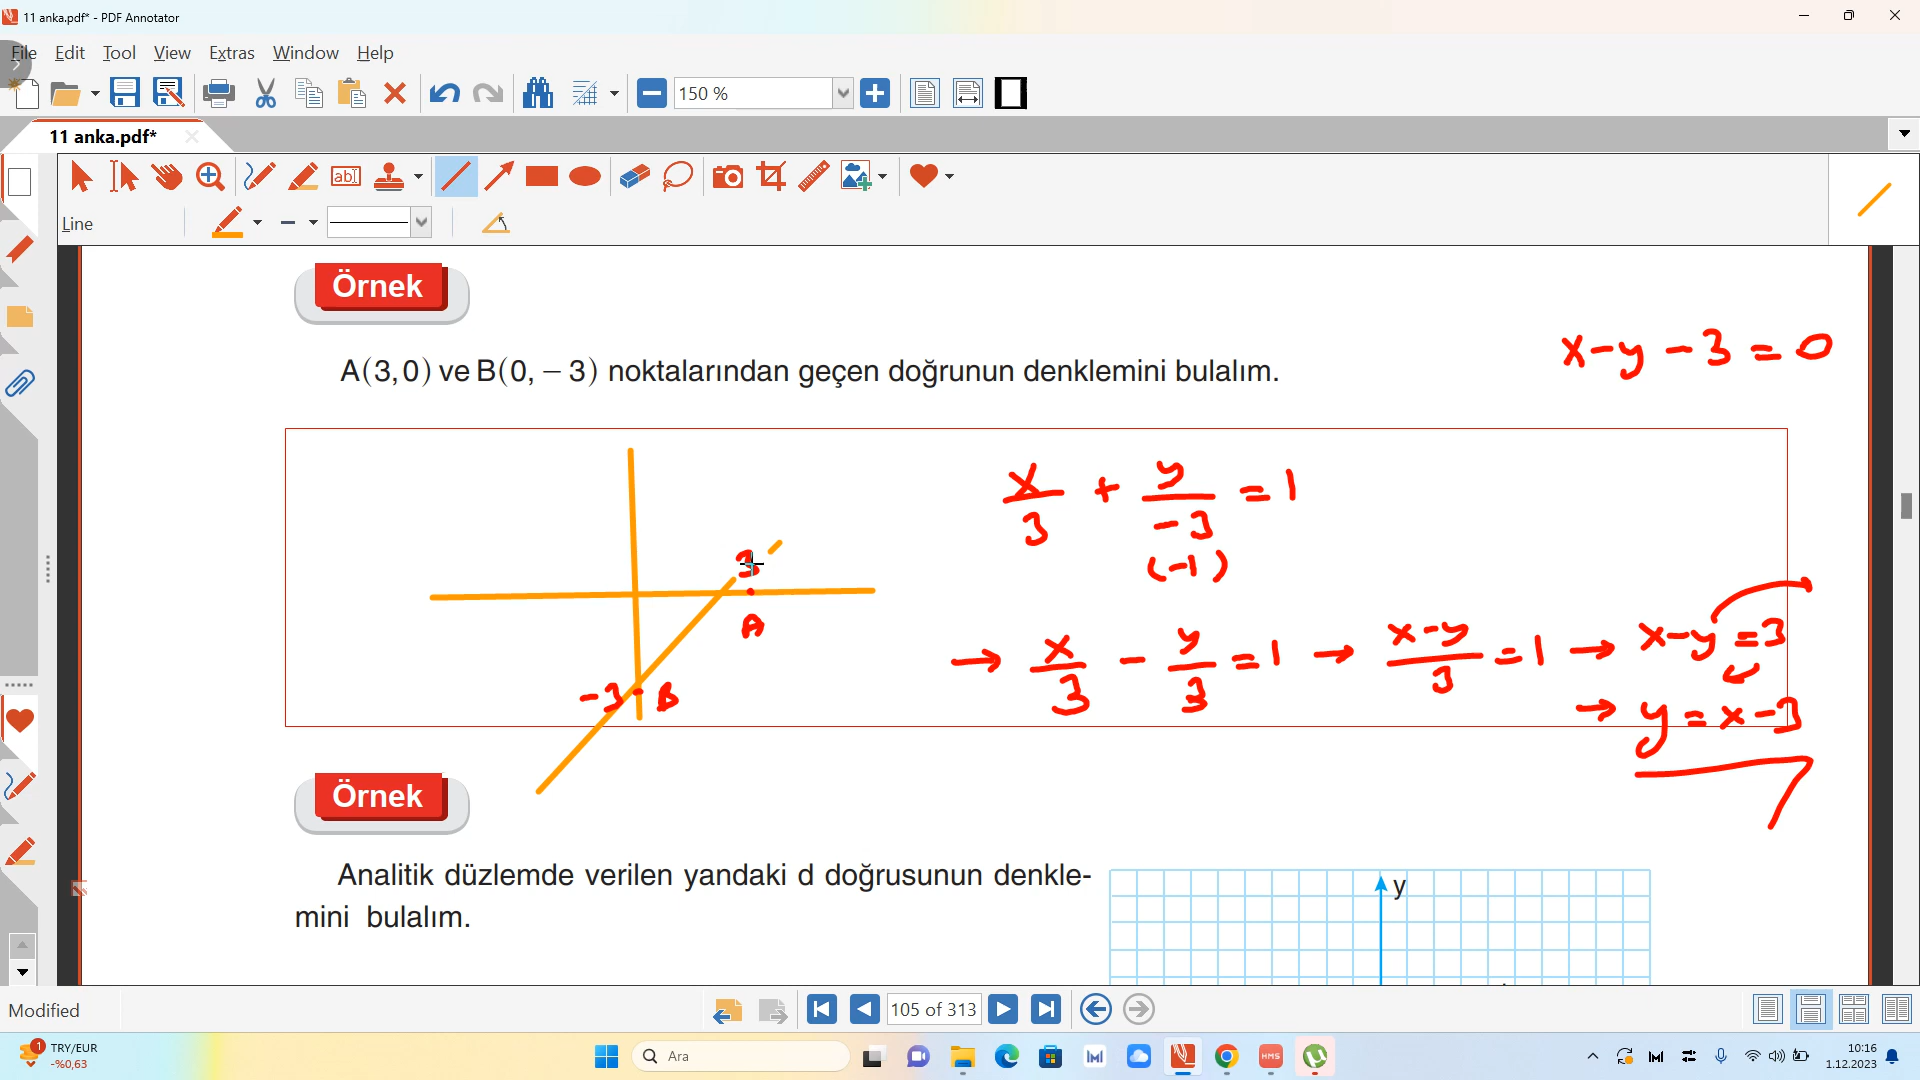 11 anka.pdf* - PDF Annotator
File Edit Tool View Extras Window Help
150 %
11 anka.pdf*
Line
Örnek
A(3,0) ve B(0, − 3) noktalarından geçen doğrunun denklemini bulalım.
x-y-3=0
x/3 + y/-3 = 1
(-1)
3
A
-3 B
→ x/3 - y/3 = 1 → x-y/3 = 1 → x-y=3
→ y=x-3
Örnek
Analitik düzlemde verilen yandaki d doğrusunun denkle-
mini bulalım.
y
Modified
105 of 313
1
TRY/EUR
-%0,63
Ara
HMS
10:16
1.12.2023